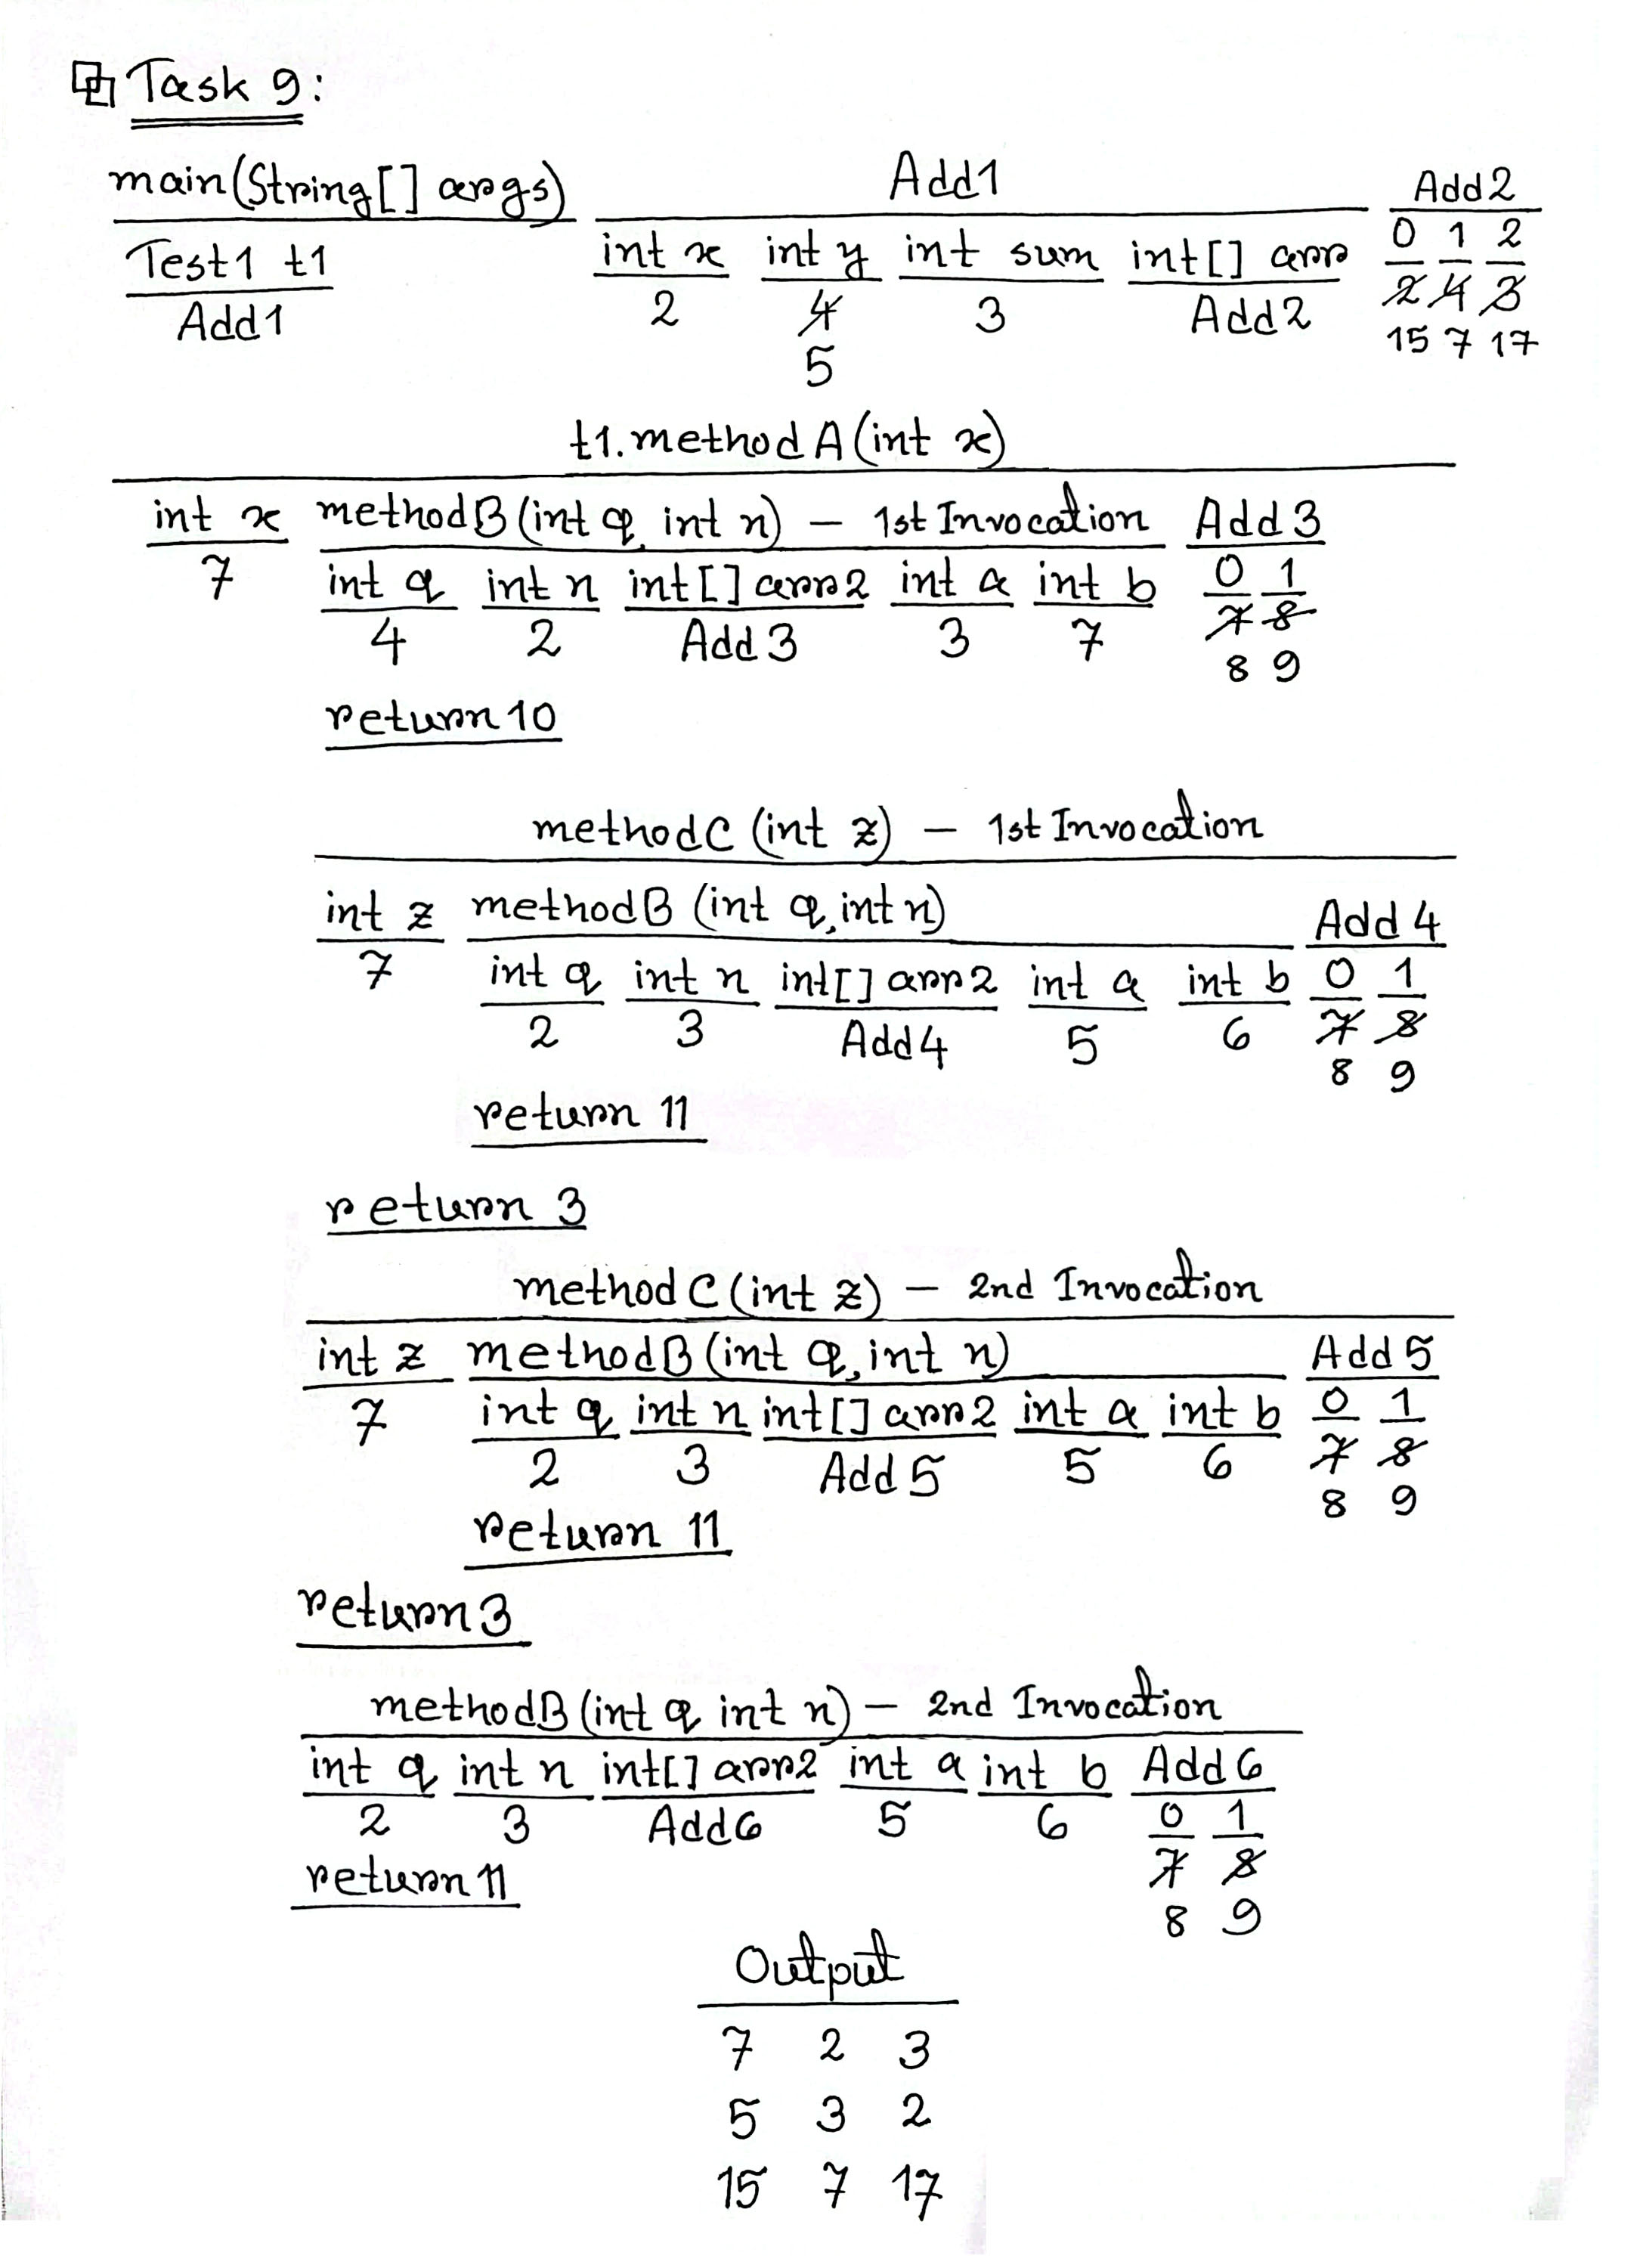 Task 9:
main(String[] args) Add1 Add2
Test1 t1 int x int y int sum int[] arr 0 1 2
Add1 2 4 3 Add2 2 4 3
5 15 7 17
t1.methodA(int x)
int x methodB(int q, int n) – 1st Invocation Add3
7 int q int n int[] arr2 int a int b 0 1
4 2 Add3 3 7 7 8
8 9
return 10
methodC (int z) – 1st Invocation
int z methodB (int q, int n) Add4
7 int q int n int[] arr2 int a int b 0 1
2 3 Add4 5 6 7 8
8 9
return 11
return 3
methodC(int z) – 2nd Invocation
int z methodB(int q, int n) Add5
7 int q int n int[] arr2 int a int b 0 1
2 3 Add5 5 6 7 8
8 9
return 11
return 3
methodB(int q int n) – 2nd Invocation
int q int n int[] arr2 int a int b Add6
2 3 Add6 5 6 0 1
return 11 7 8
8 9
Output
7 2 3
5 3 2
15 7 17